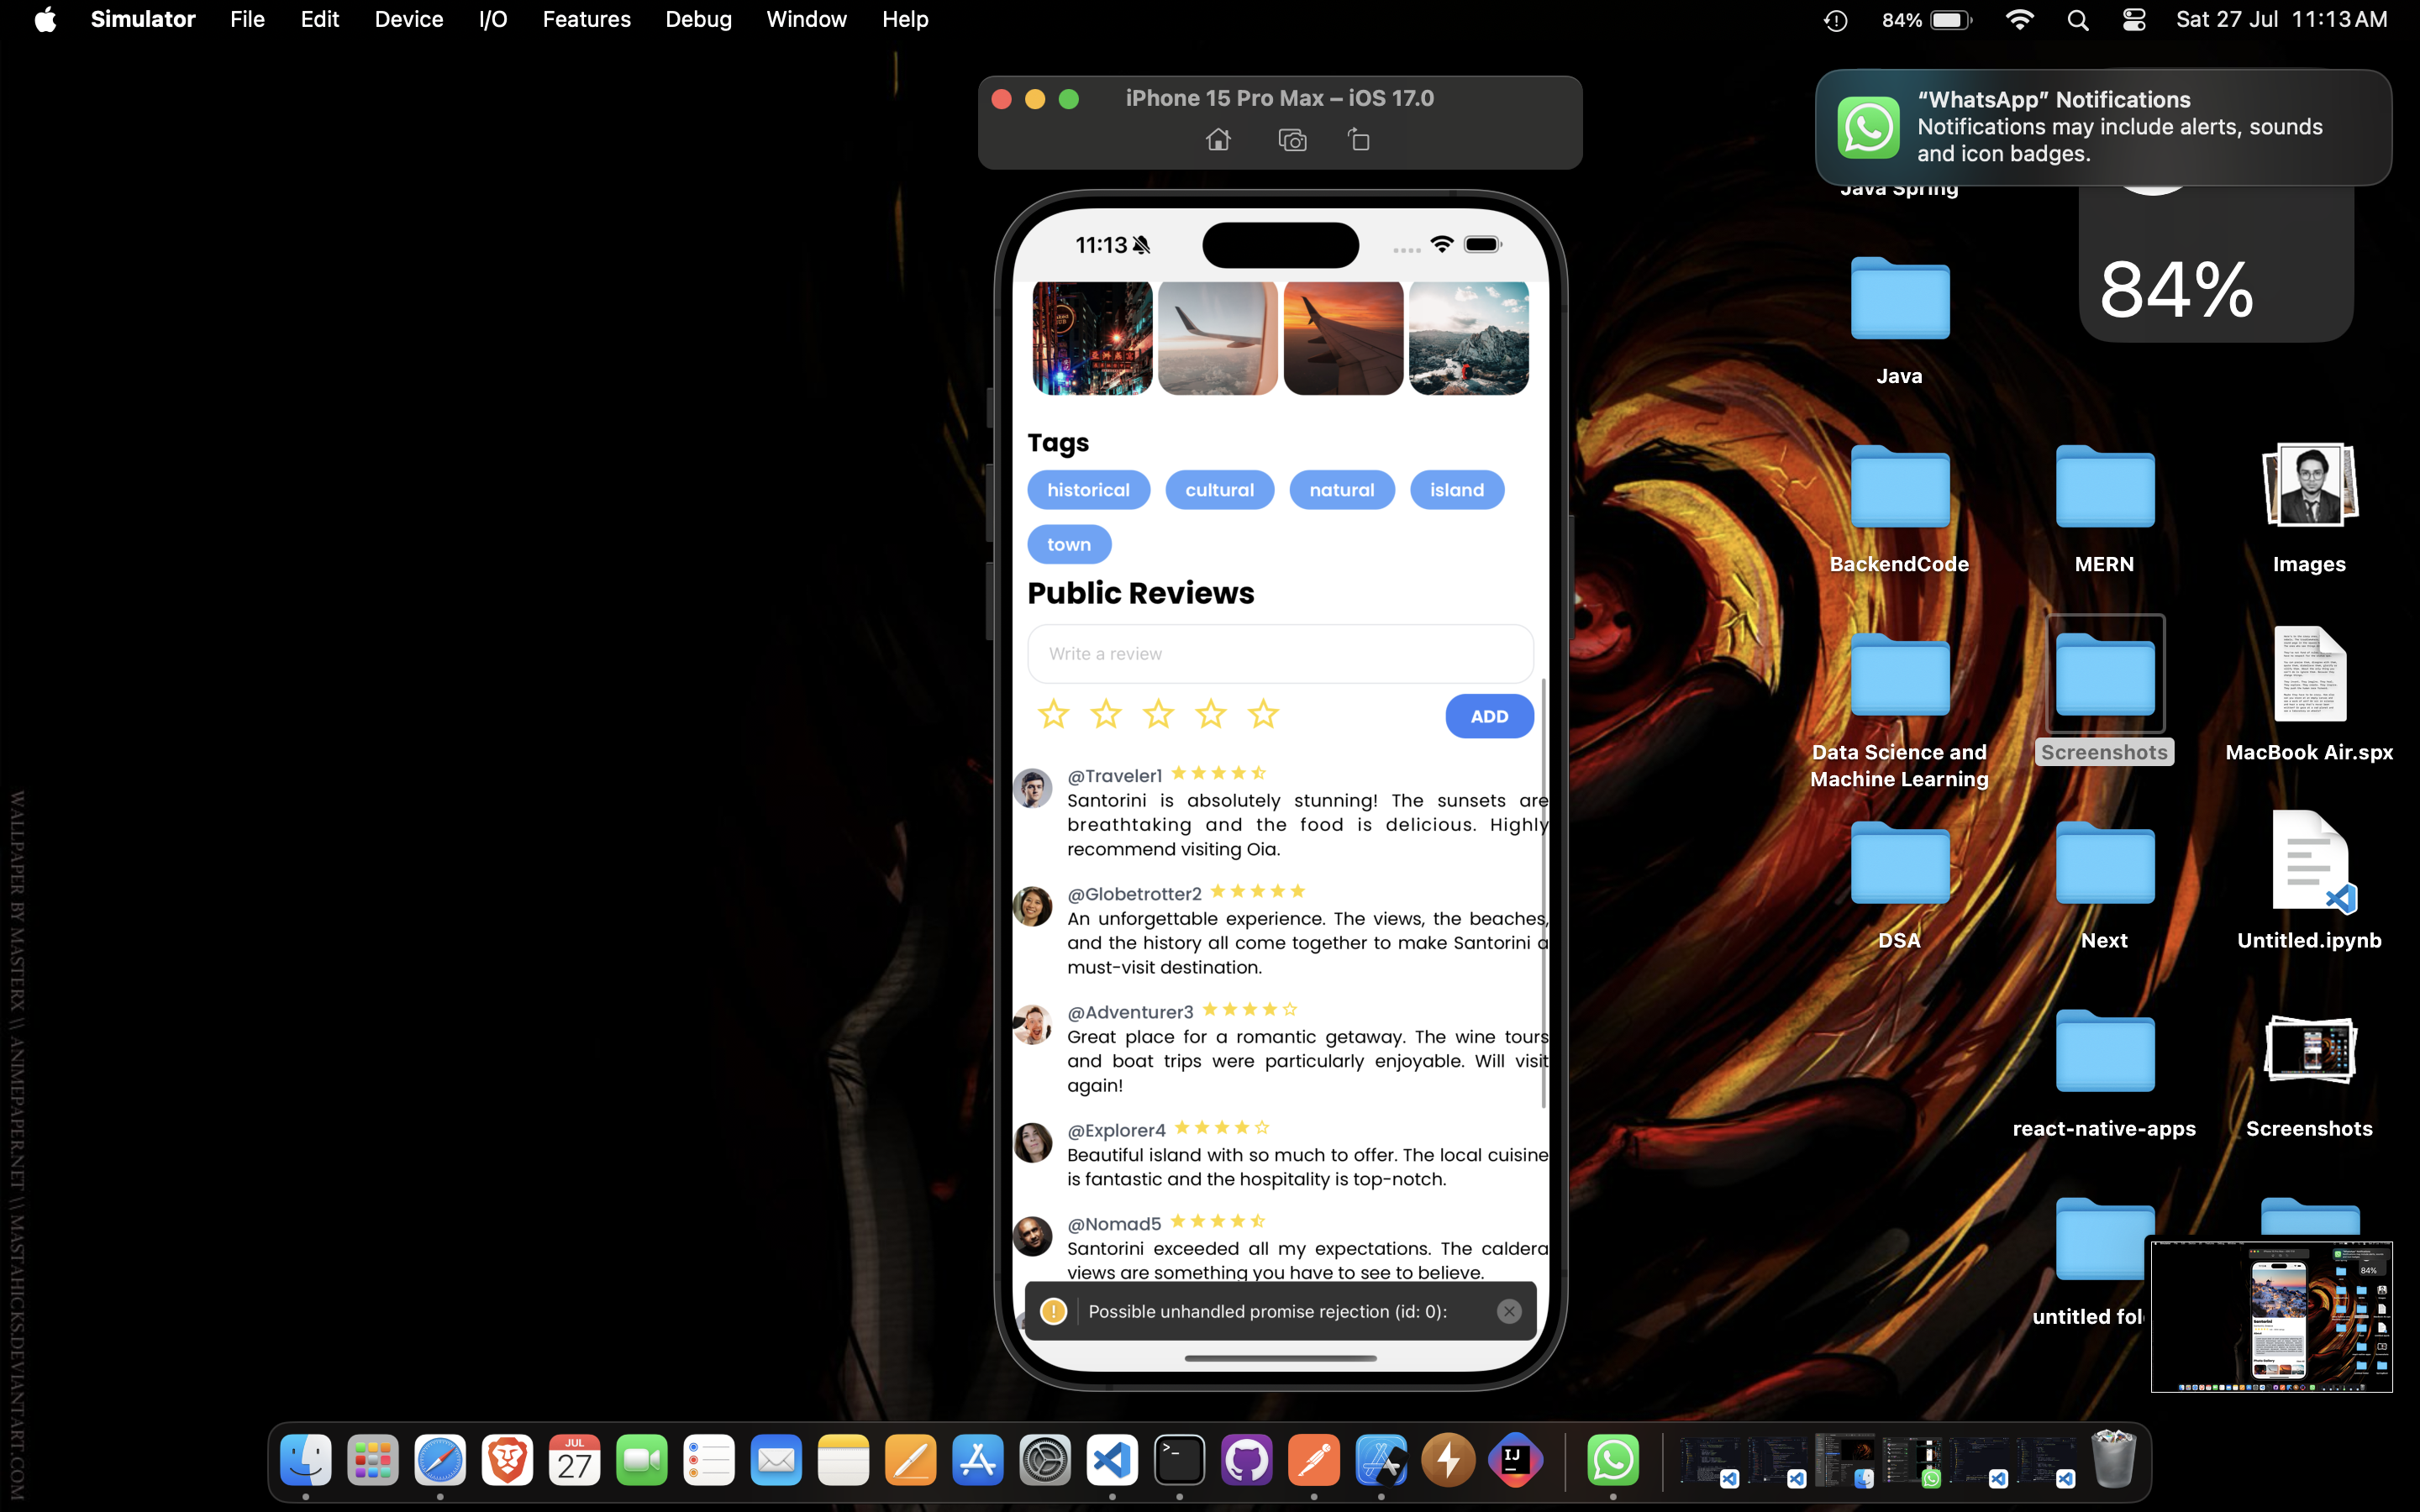 Simulator File Edit Device I/O Features Debug Window Help
84% Sat 27 Jul 11:13 AM
iPhone 15 Pro Max – iOS 17.0
“WhatsApp” Notifications
Notifications may include alerts, sounds
and icon badges.
Java Spring
84%
Java
BackendCode
MERN
Images
Data Science and
Machine Learning
Screenshots
MacBook Air.spx
DSA
Next
Untitled.ipynb
react-native-apps
Screenshots
untitled fol
11:13
Tags
historical
cultural
natural
island
town
Public Reviews
Write a review
ADD
@Traveler1
Santorini is absolutely stunning! The sunsets are
breathtaking and the food is delicious. Highly
recommend visiting Oia.
@Globetrotter2
An unforgettable experience. The views, the beaches,
and the history all come together to make Santorini a
must-visit destination.
@Adventurer3
Great place for a romantic getaway. The wine tours
and boat trips were particularly enjoyable. Will visit
again!
@Explorer4
Beautiful island with so much to offer. The local cuisine
is fantastic and the hospitality is top-notch.
@Nomad5
Santorini exceeded all my expectations. The caldera
views are something you have to see to believe.
Possible unhandled promise rejection (id: 0):
WALLPAPER BY MASTERX \\ ANIMEPAPER.NET \\ MASTAHICKS.DEVIANTART.COM
JUL
27
IJ
84%
Santorini